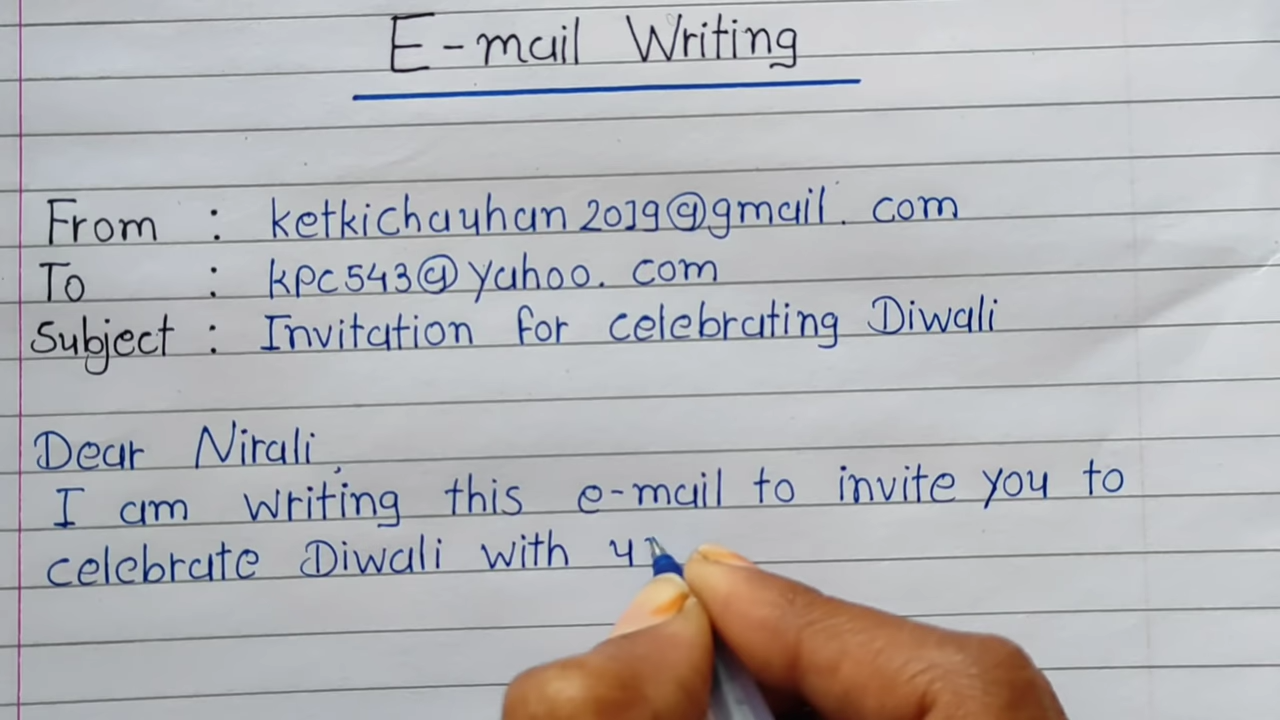 E-mail Writing
From : ketkichauhan2019@gmail. com
To : kpc543@yahoo. com
Subject : Invitation for celebrating Diwali
Dear Nirali,
I am writing this e-mail to invite you to
celebrate Diwali with